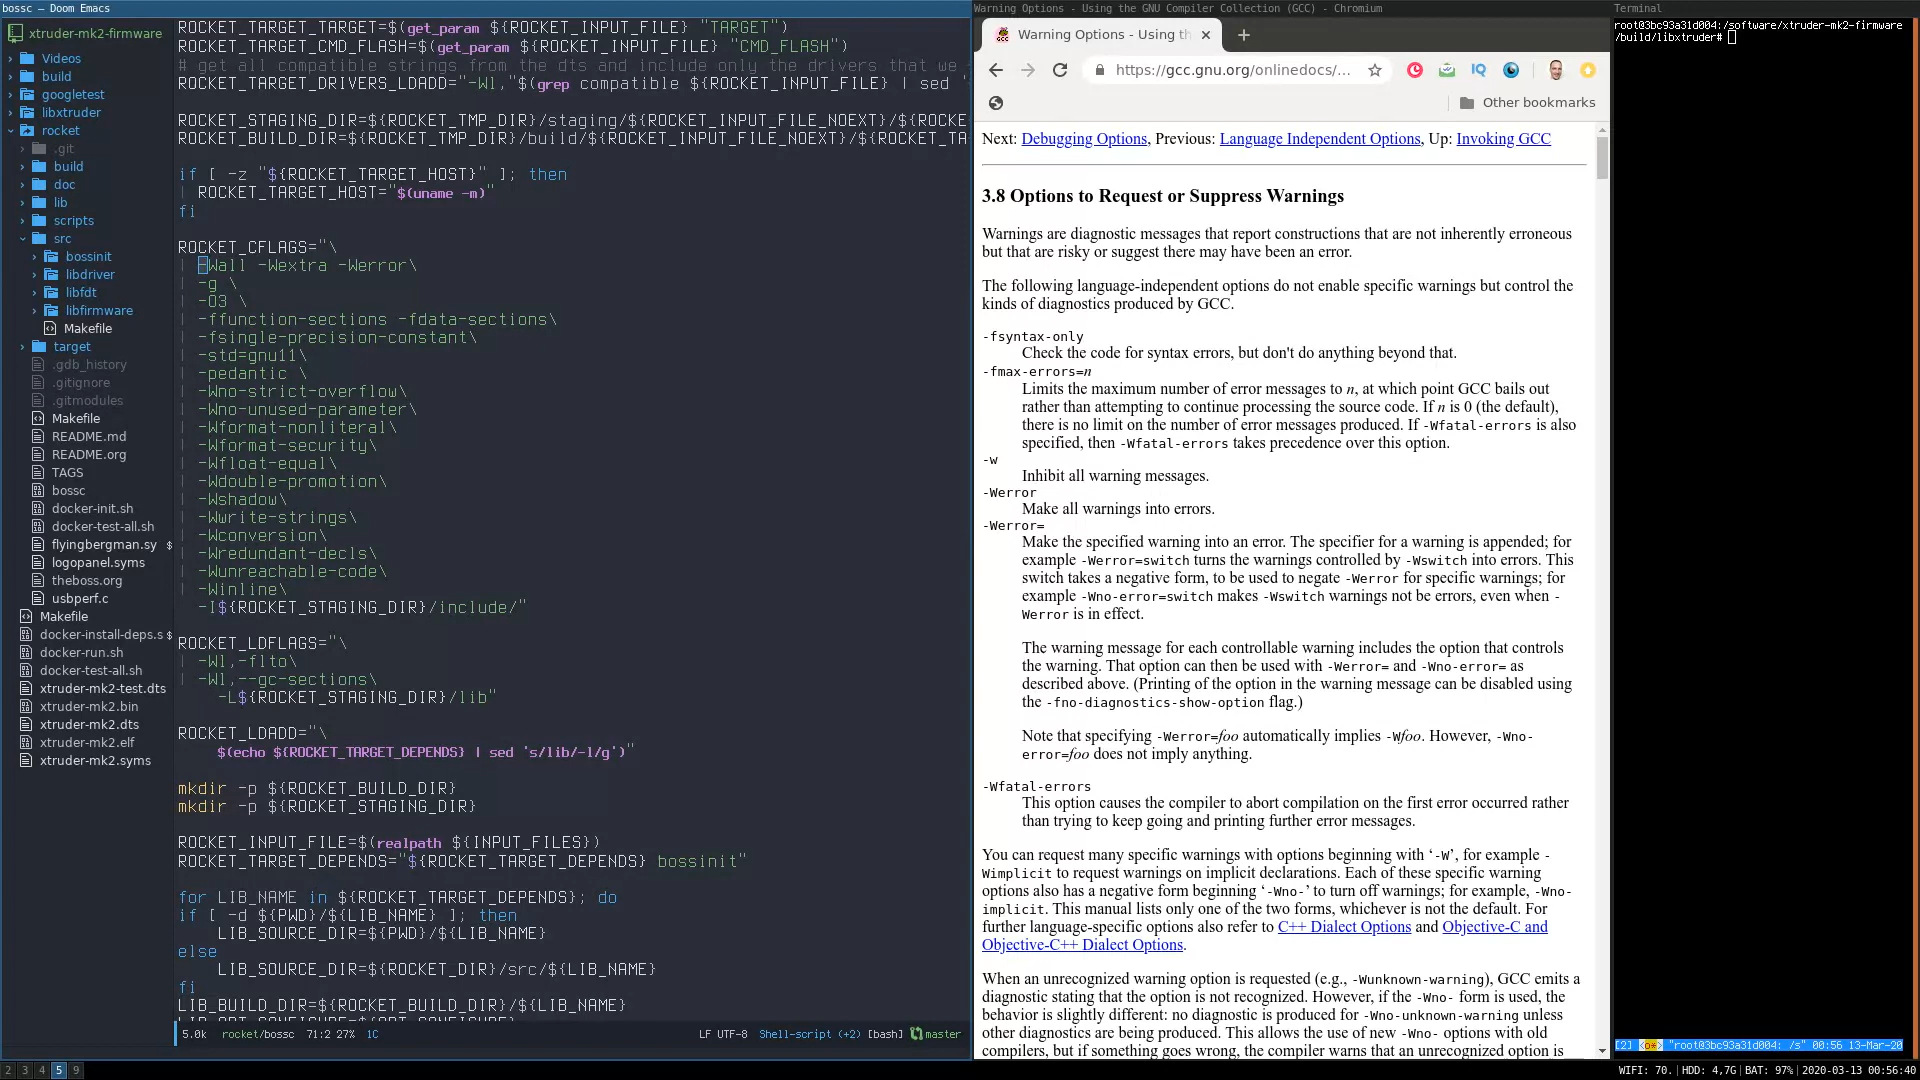 bossc – Doom Emacs
xtruder-mk2-firmware
Videos
build
googletest
libxtruder
rocket
.git
build
doc
lib
scripts
src
bossinit
libdriver
libfdt
libfirmware
Makefile
target
.gdb_history
.gitignore
.gitmodules
Makefile
README.md
README.org
TAGS
bossc
docker-init.sh
docker-test-all.sh
flyingbergman.sy $
logopanel.syms
theboss.org
usbperf.c
Makefile
docker-install-deps.s $
docker-run.sh
docker-test-all.sh
xtruder-mk2-test.dts
xtruder-mk2.bin
xtruder-mk2.dts
xtruder-mk2.elf
xtruder-mk2.syms
ROCKET_TARGET_TARGET=$(get_param ${ROCKET_INPUT_FILE} "TARGET")
ROCKET_TARGET_CMD_FLASH=$(get_param ${ROCKET_INPUT_FILE} "CMD_FLASH")
# get all compatible strings from the dts and include only the drivers that we
ROCKET_TARGET_DRIVERS_LDADD="-Wl,"$(grep compatible ${ROCKET_INPUT_FILE} | sed '
ROCKET_STAGING_DIR=${ROCKET_TMP_DIR}/staging/${ROCKET_INPUT_FILE_NOEXT}/${ROCKE
ROCKET_BUILD_DIR=${ROCKET_TMP_DIR}/build/${ROCKET_INPUT_FILE_NOEXT}/${ROCKET_TA
if [ -z "${ROCKET_TARGET_HOST}" ]; then
ROCKET_TARGET_HOST="$(uname -m)"
fi
ROCKET_CFLAGS="\
-Wall -Wextra -Werror\
-g \
-O3 \
-ffunction-sections -fdata-sections\
-fsingle-precision-constant\
-std=gnu11\
-pedantic \
-Wno-strict-overflow\
-Wno-unused-parameter\
-Wformat-nonliteral\
-Wformat-security\
-Wfloat-equal\
-Wdouble-promotion\
-Wshadow\
-Wwrite-strings\
-Wconversion\
-Wredundant-decls\
-Wunreachable-code\
-Winline\
-I${ROCKET_STAGING_DIR}/include/"
ROCKET_LDFLAGS="\
-Wl,-flto\
-Wl,--gc-sections\
-L${ROCKET_STAGING_DIR}/lib"
ROCKET_LDADD="\
$(echo ${ROCKET_TARGET_DEPENDS} | sed 's/lib/-l/g')"
mkdir -p ${ROCKET_BUILD_DIR}
mkdir -p ${ROCKET_STAGING_DIR}
ROCKET_INPUT_FILE=$(realpath ${INPUT_FILES})
ROCKET_TARGET_DEPENDS="${ROCKET_TARGET_DEPENDS} bossinit"
for LIB_NAME in ${ROCKET_TARGET_DEPENDS}; do
if [ -d ${PWD}/${LIB_NAME} ]; then
LIB_SOURCE_DIR=${PWD}/${LIB_NAME}
else
LIB_SOURCE_DIR=${ROCKET_DIR}/src/${LIB_NAME}
fi
LIB_BUILD_DIR=${ROCKET_BUILD_DIR}/${LIB_NAME}
5.0k rocket/bossc 71:2 27% 1C LF UTF-8 Shell-script (+2) [bash] master
Warning Options - Using the GNU Compiler Collection (GCC) - Chromium
Warning Options - Using th
https://gcc.gnu.org/onlinedocs/...
IQ
Other bookmarks
Next: Debugging Options, Previous: Language Independent Options, Up: Invoking GCC
3.8 Options to Request or Suppress Warnings
Warnings are diagnostic messages that report constructions that are not inherently erroneous
but that are risky or suggest there may have been an error.
The following language-independent options do not enable specific warnings but control the
kinds of diagnostics produced by GCC.
-fsyntax-only
Check the code for syntax errors, but don't do anything beyond that.
-fmax-errors=n
Limits the maximum number of error messages to n, at which point GCC bails out
rather than attempting to continue processing the source code. If n is 0 (the default),
there is no limit on the number of error messages produced. If -Wfatal-errors is also
specified, then -Wfatal-errors takes precedence over this option.
-w
Inhibit all warning messages.
-Werror
Make all warnings into errors.
-Werror=
Make the specified warning into an error. The specifier for a warning is appended; for
example -Werror=switch turns the warnings controlled by -Wswitch into errors. This
switch takes a negative form, to be used to negate -Werror for specific warnings; for
example -Wno-error=switch makes -Wswitch warnings not be errors, even when -
Werror is in effect.
The warning message for each controllable warning includes the option that controls
the warning. That option can then be used with -Werror= and -Wno-error= as
described above. (Printing of the option in the warning message can be disabled using
the -fno-diagnostics-show-option flag.)
Note that specifying -Werror=foo automatically implies -Wfoo. However, -Wno-
error=foo does not imply anything.
-Wfatal-errors
This option causes the compiler to abort compilation on the first error occurred rather
than trying to keep going and printing further error messages.
You can request many specific warnings with options beginning with ‘-W’, for example -
Wimplicit to request warnings on implicit declarations. Each of these specific warning
options also has a negative form beginning ‘-Wno-’ to turn off warnings; for example, -Wno-
implicit. This manual lists only one of the two forms, whichever is not the default. For
further language-specific options also refer to C++ Dialect Options and Objective-C and
Objective-C++ Dialect Options.
When an unrecognized warning option is requested (e.g., -Wunknown-warning), GCC emits a
diagnostic stating that the option is not recognized. However, if the -Wno- form is used, the
behavior is slightly different: no diagnostic is produced for -Wno-unknown-warning unless
other diagnostics are being produced. This allows the use of new -Wno- options with old
compilers, but if something goes wrong, the compiler warns that an unrecognized option is
Terminal
root@3bc93a31d004:/software/xtruder-mk2-firmware
/build/libxtruder#
[2] <o*> "root@3bc93a31d004: /s" 00:56 13-Mar-20
2 3 4 5 9
WIFI: 70. | HDD: 4,7G | BAT: 97% | 2020-03-13 00:56:40